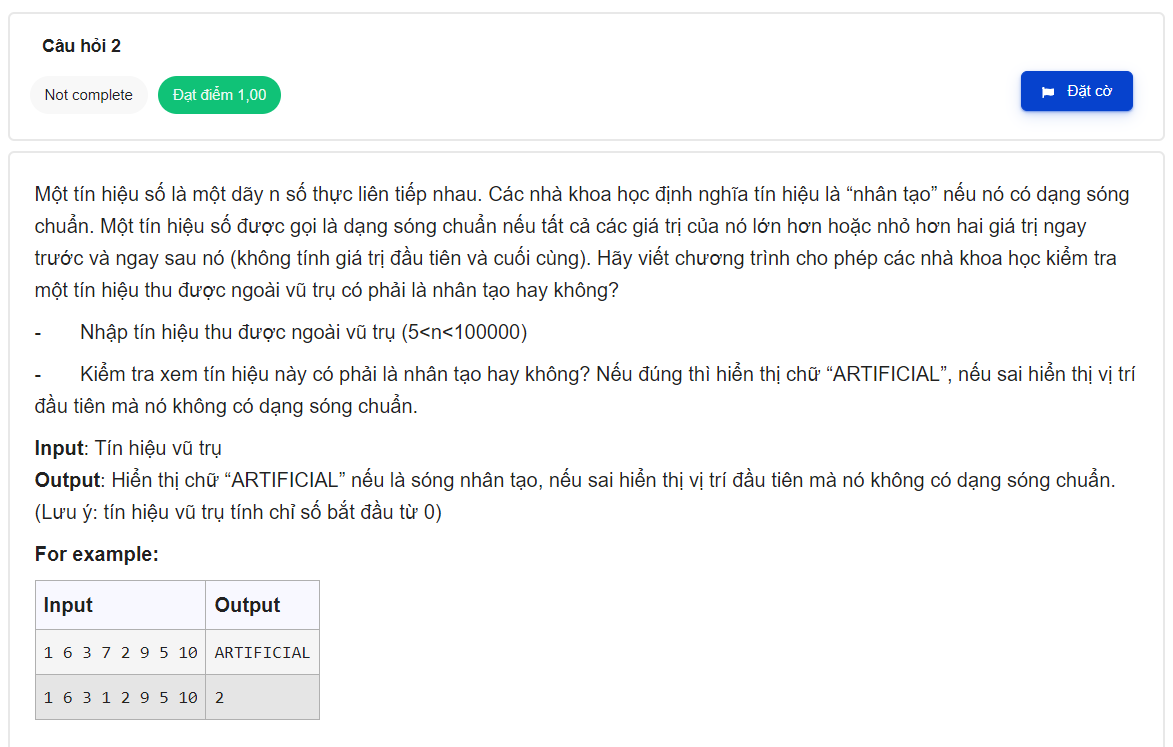 Câu hỏi 2
Not complete
Đạt điểm 1,00
Đặt cờ
Một tín hiệu số là một dãy n số thực liên tiếp nhau. Các nhà khoa học định nghĩa tín hiệu là “nhân tạo” nếu nó có dạng sóng
chuẩn. Một tín hiệu số được gọi là dạng sóng chuẩn nếu tất cả các giá trị của nó lớn hơn hoặc nhỏ hơn hai giá trị ngay
trước và ngay sau nó (không tính giá trị đầu tiên và cuối cùng). Hãy viết chương trình cho phép các nhà khoa học kiểm tra
một tín hiệu thu được ngoài vũ trụ có phải là nhân tạo hay không?
- Nhập tín hiệu thu được ngoài vũ trụ (5<n<100000)
- Kiểm tra xem tín hiệu này có phải là nhân tạo hay không? Nếu đúng thì hiển thị chữ “ARTIFICIAL”, nếu sai hiển thị vị trí
đầu tiên mà nó không có dạng sóng chuẩn.
Input: Tín hiệu vũ trụ
Output: Hiển thị chữ “ARTIFICIAL” nếu là sóng nhân tạo, nếu sai hiển thị vị trí đầu tiên mà nó không có dạng sóng chuẩn.
(Lưu ý: tín hiệu vũ trụ tính chỉ số bắt đầu từ 0)
For example:
Input Output
1 6 3 7 2 9 5 10 ARTIFICIAL
1 6 3 1 2 9 5 10 2